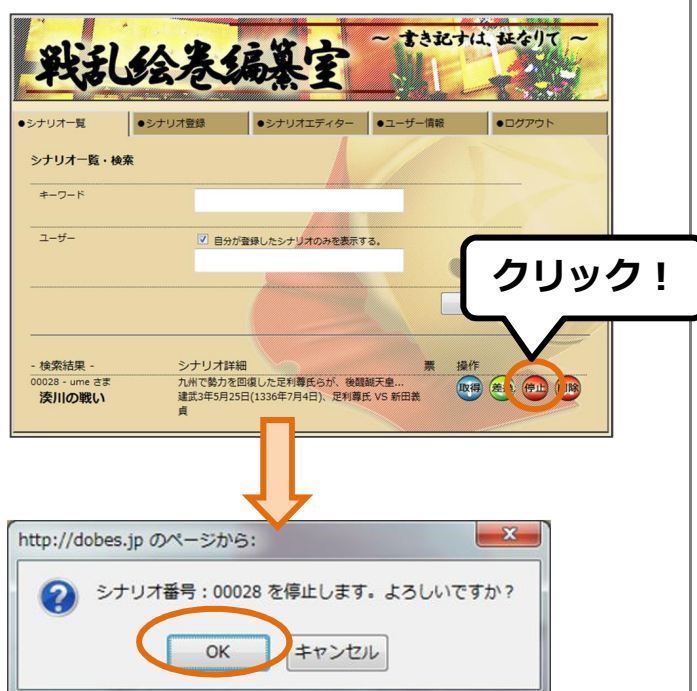 ～ 書き記すは、証なりて ～
戦乱絵巻編纂室
●シナリオ一覧 ●シナリオ登録 ●シナリオエディター ●ユーザー情報 ●ログアウト
シナリオ一覧・検索
キーワード
ユーザー
自分が登録したシナリオのみを表示する。
クリック！
- 検索結果 - シナリオ詳細 票 操作
00028 - ume さま 九州で勢力を回復した足利尊氏らが、後醍醐天皇...
湊川の戦い 建武3年5月25日(1336年7月4日)、足利尊氏 VS 新田義
貞
取得 停止 削除
http://dobes.jp のページから:
シナリオ番号：00028 を停止します。よろしいですか？
OK キャンセル